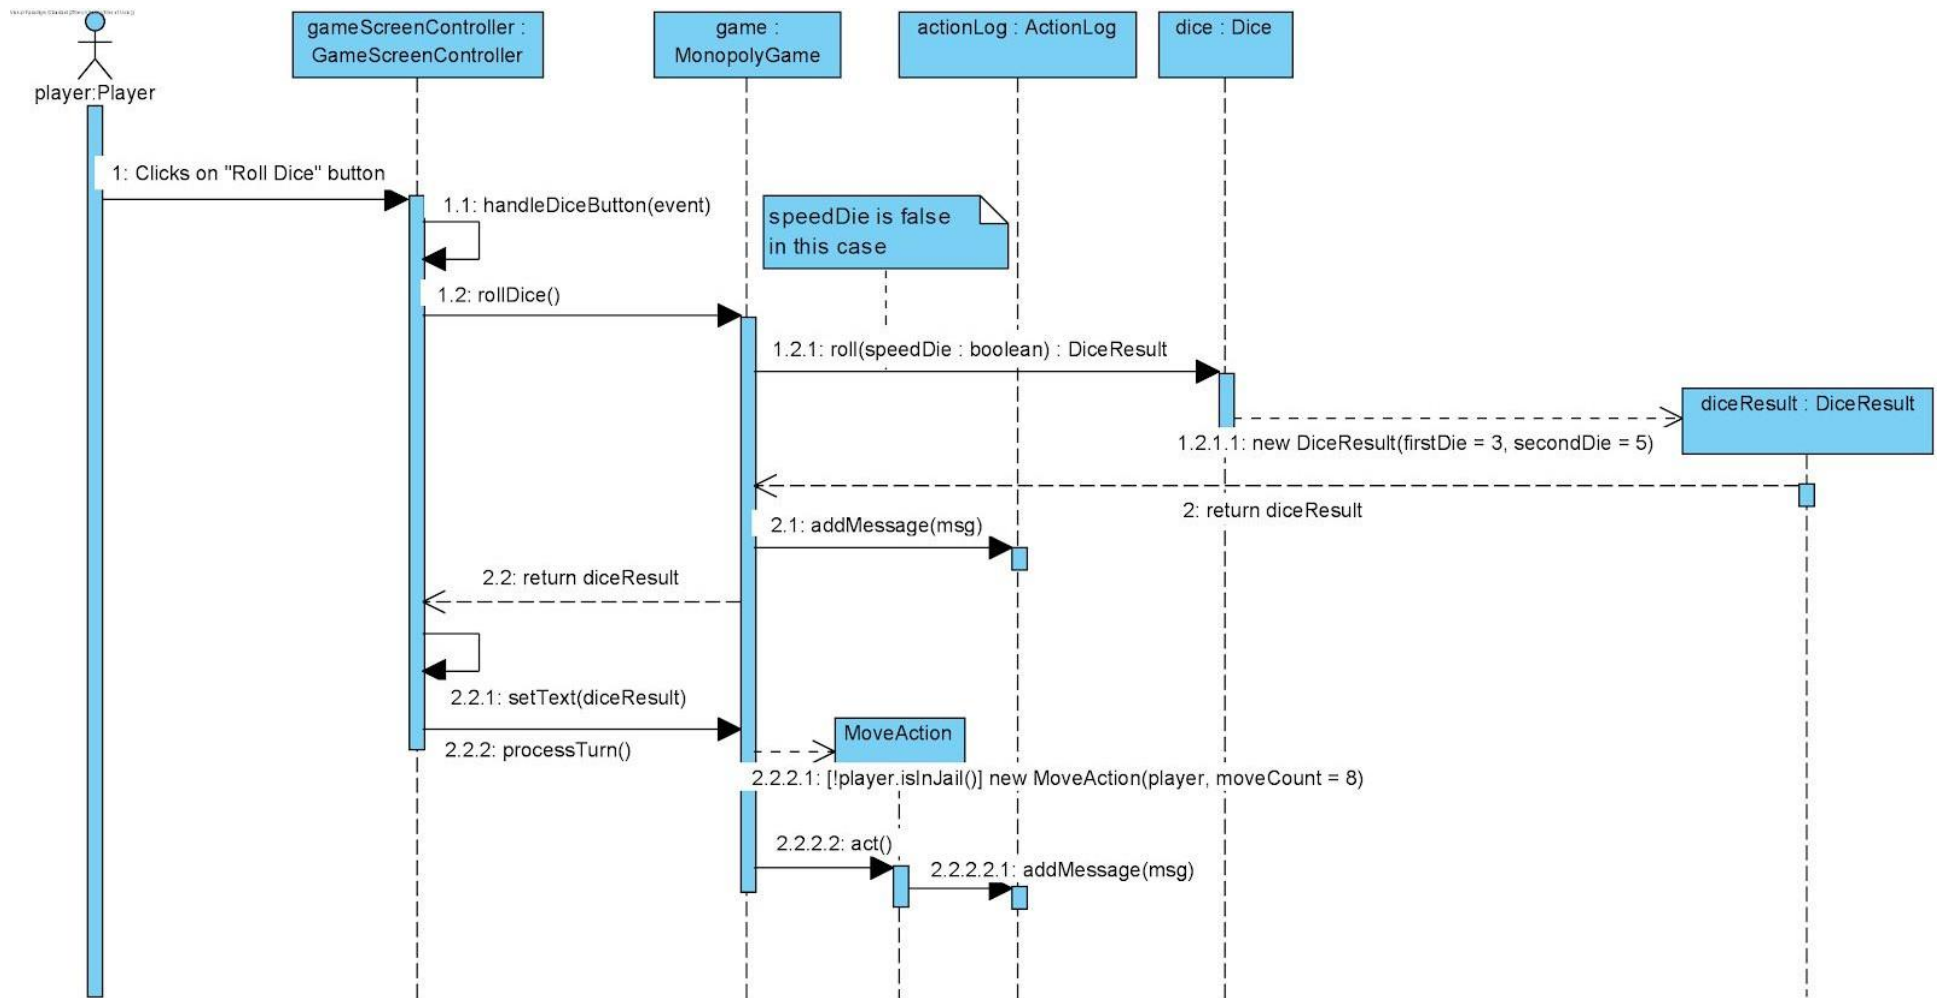 gameScreenController :
GameScreenController
game :
MonopolyGame
actionLog : ActionLog
dice : Dice
player:Player
1: Clicks on "Roll Dice" button
1.1: handleDiceButton(event)
speedDie is false
in this case
1.2: rollDice()
1.2.1: roll(speedDie : boolean) : DiceResult
diceResult : DiceResult
1.2.1.1: new DiceResult(firstDie = 3, secondDie = 5)
2: return diceResult
2.1: addMessage(msg)
2.2: return diceResult
2.2.1: setText(diceResult)
MoveAction
2.2.2: processTurn()
2.2.2.1: [!player.isInJail()] new MoveAction(player, moveCount = 8)
2.2.2.2: act()
2.2.2.2.1: addMessage(msg)